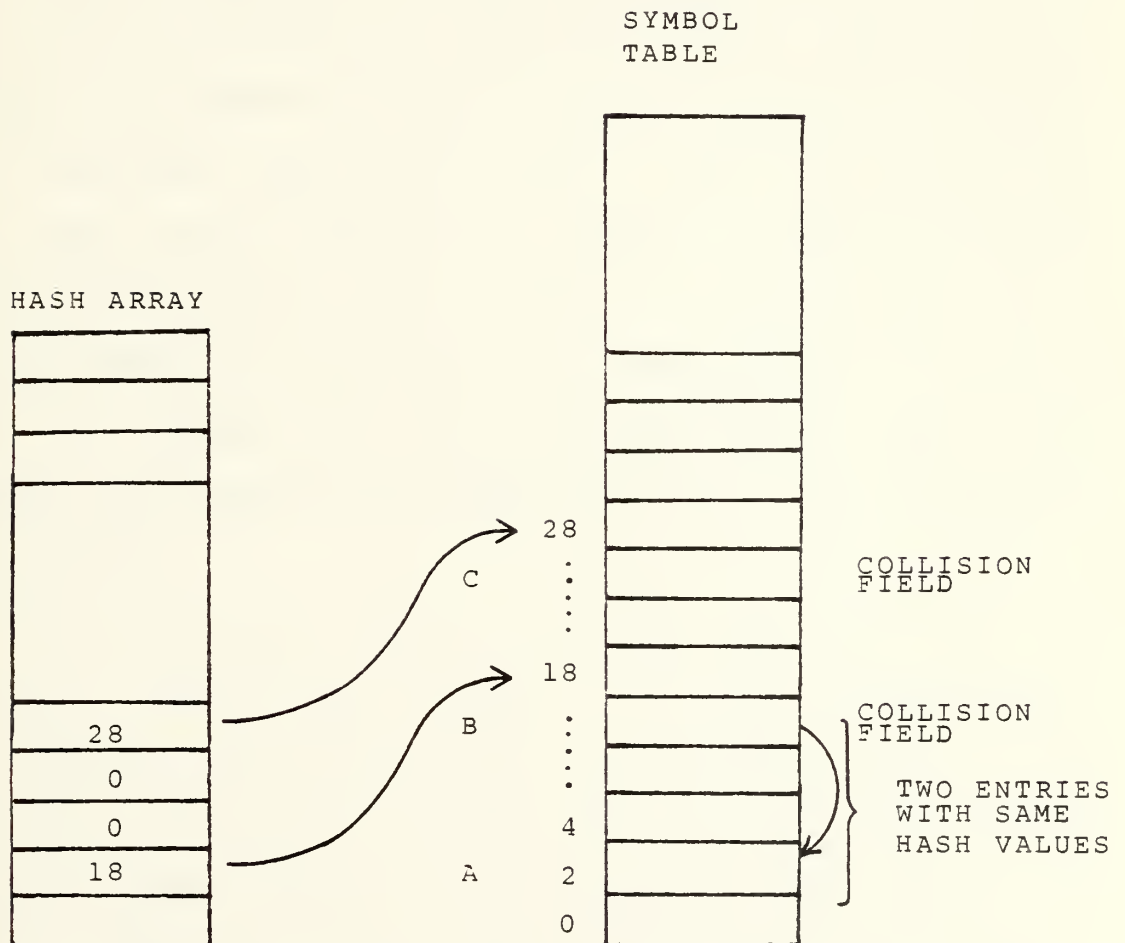 SYMBOL
TABLE
HASH ARRAY
28
C
COLLISION
FIELD
18
28
B
COLLISION
FIELD
0
TWO ENTRIES
WITH SAME
HASH VALUES
0
4
18
A
2
0